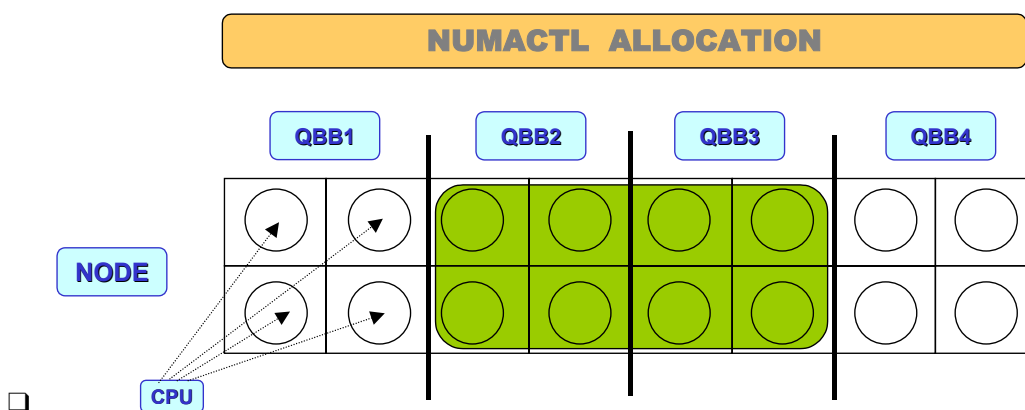 NUMACTL ALLOCATION
QBB1 QBB2 QBB3 QBB4
NODE
CPU